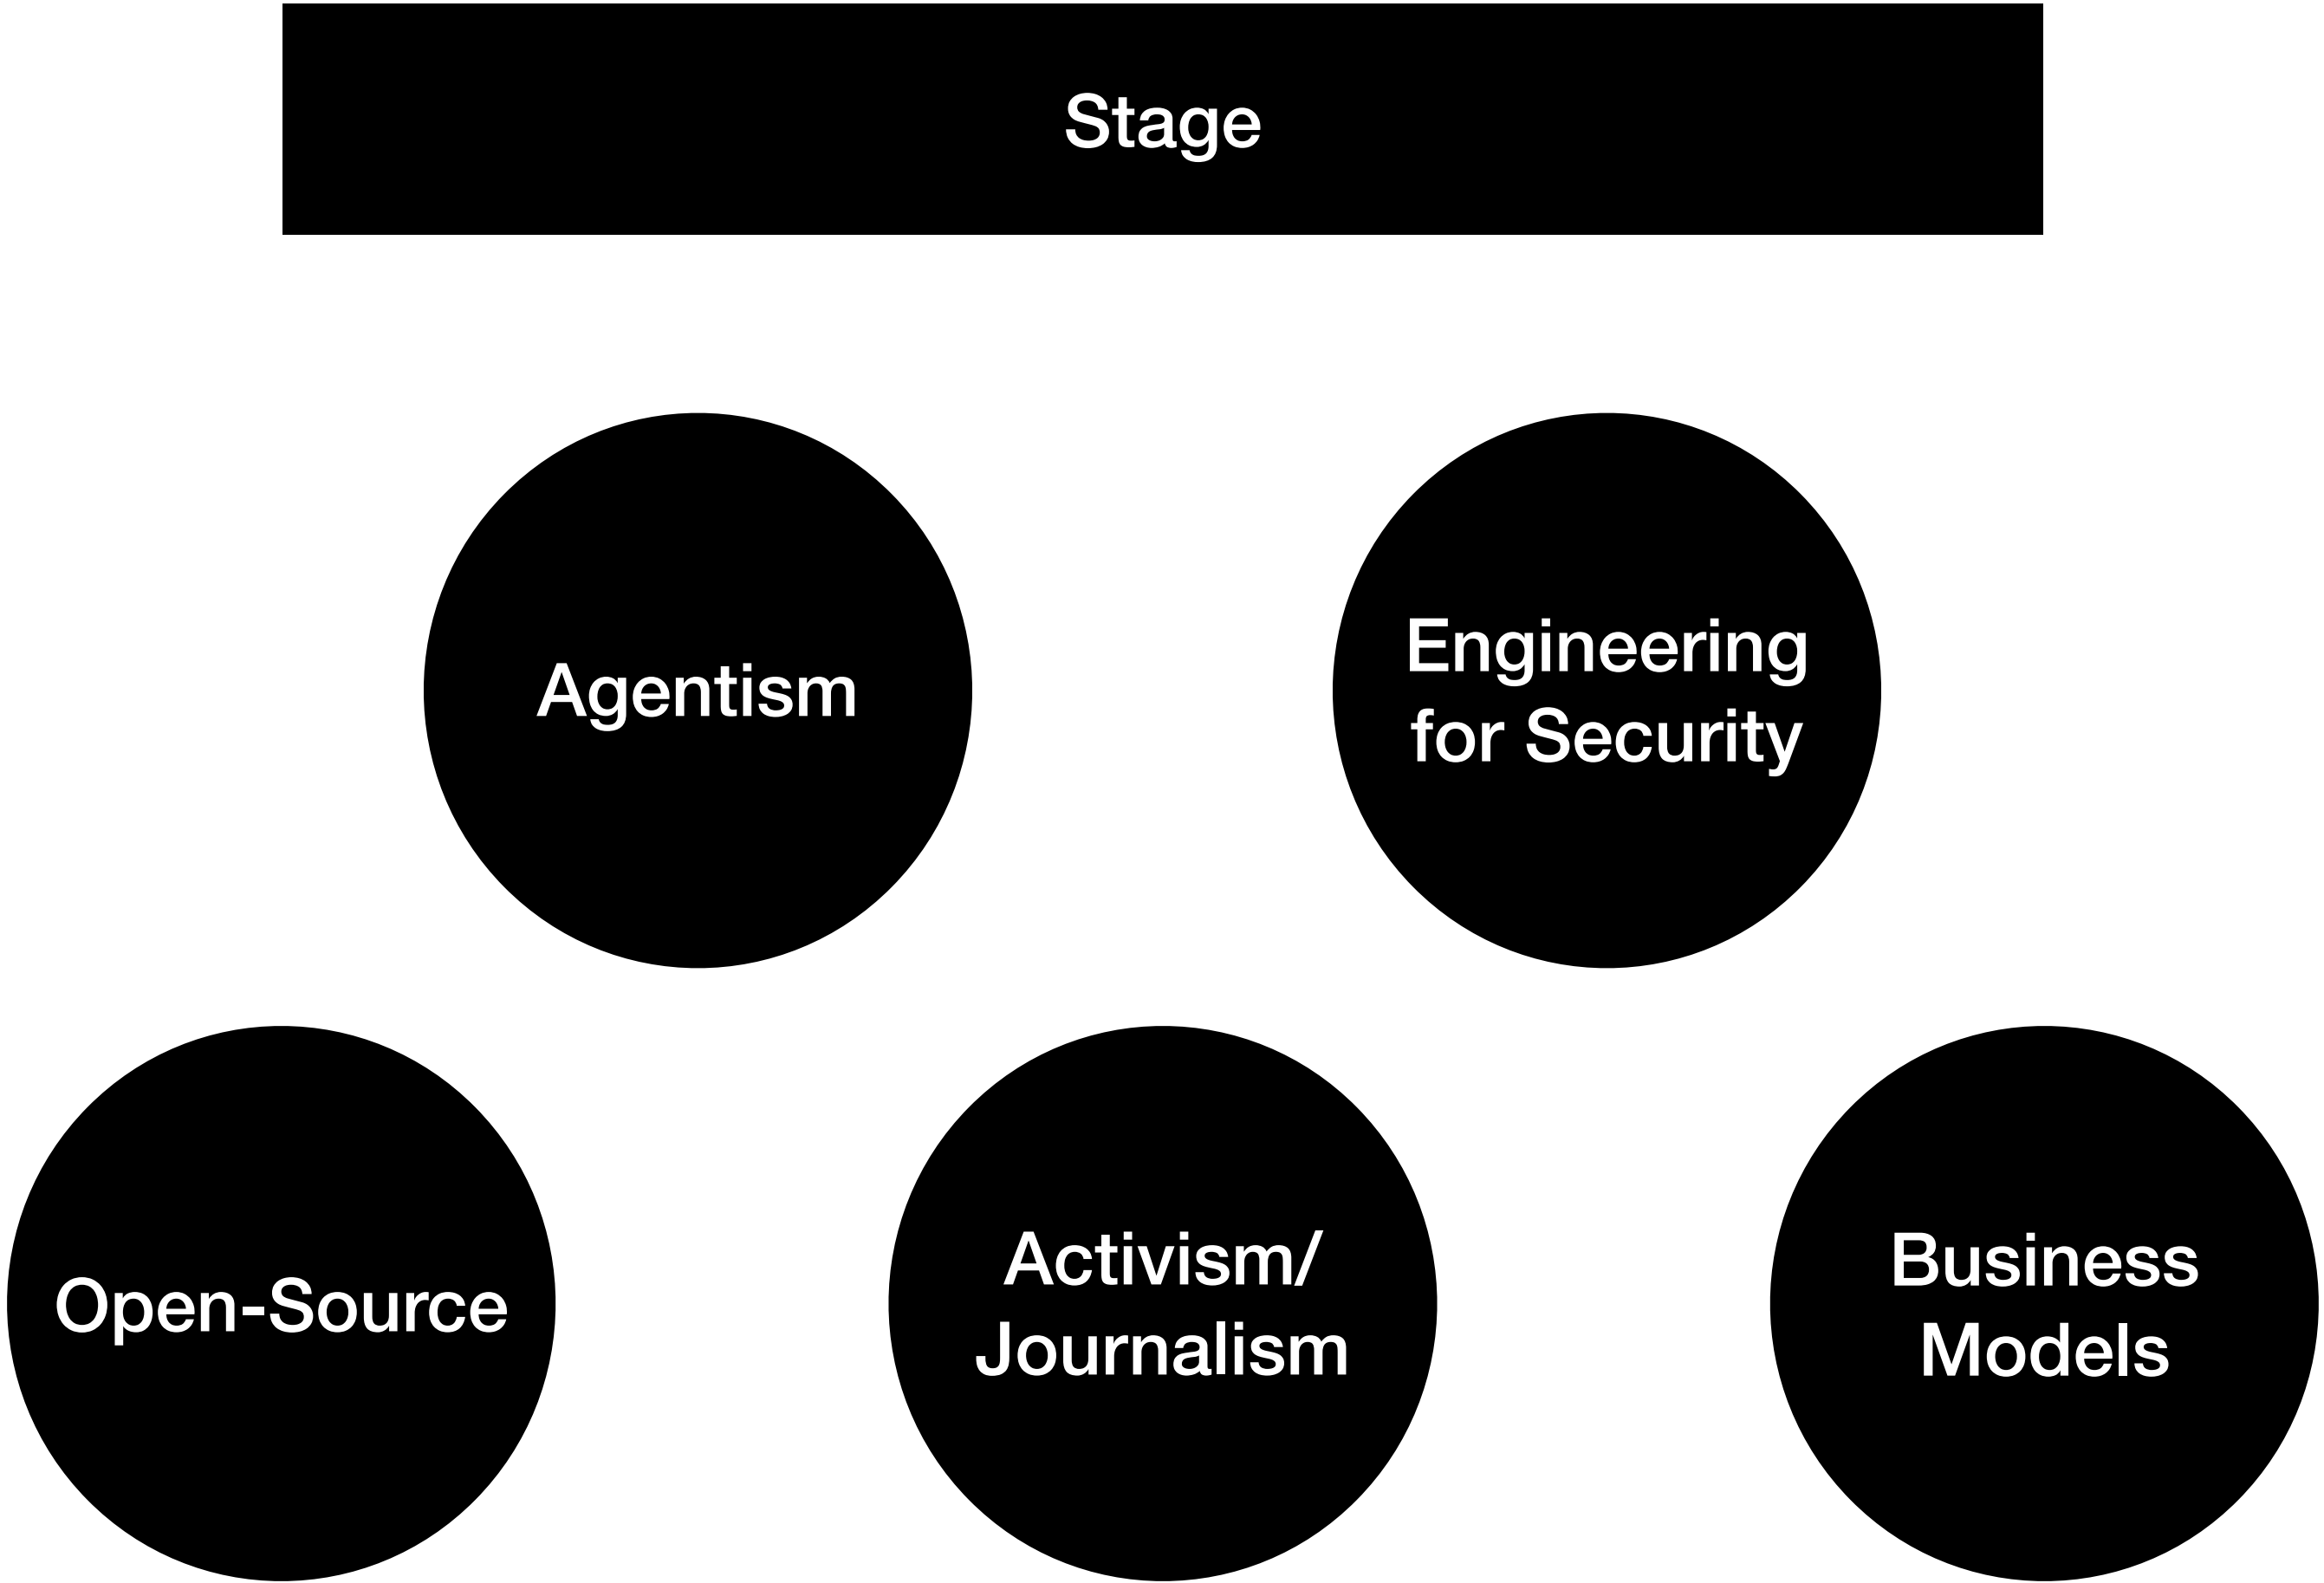 Stage
Agentism
Engineering
for Security
Open-Source
Activism/
Journalism
Business
Models